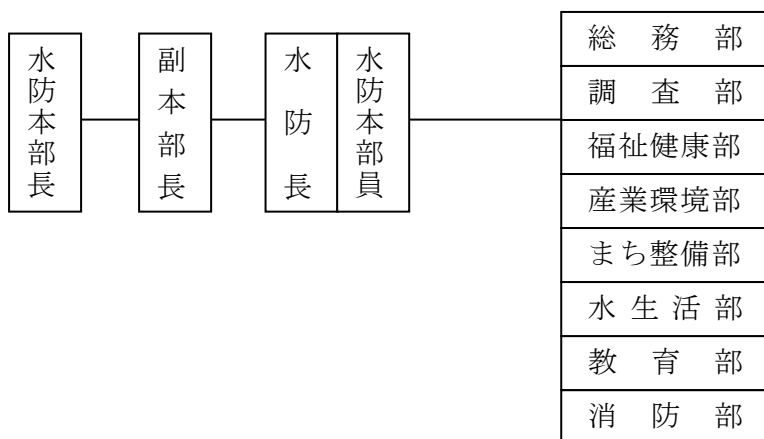 水防本部長
副本部長
水防長
水防本部員
総務部
調査部
福祉健康部
産業環境部
まち整備部
水生活部
教育部
消防部